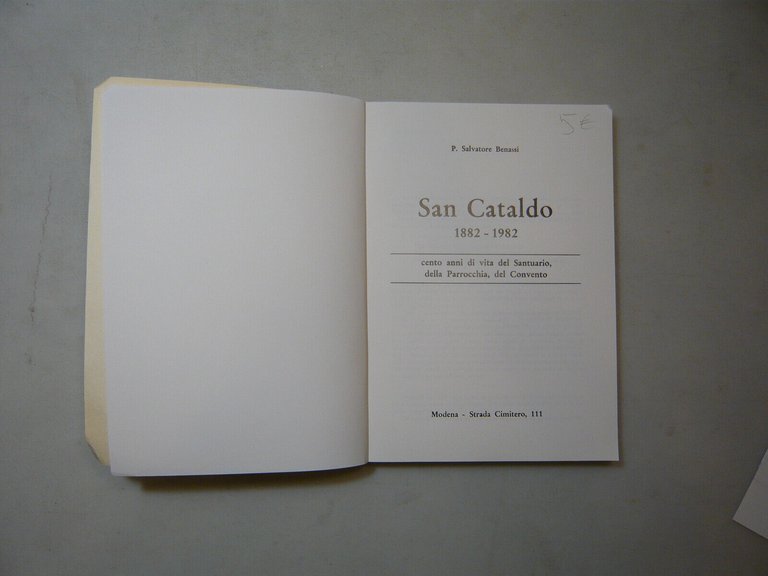 5 €
P. Salvatore Benassi
San Cataldo
1882 - 1982
cento anni di vita del Santuario,
della Parrocchia, del Convento
Modena - Strada Cimitero, 111